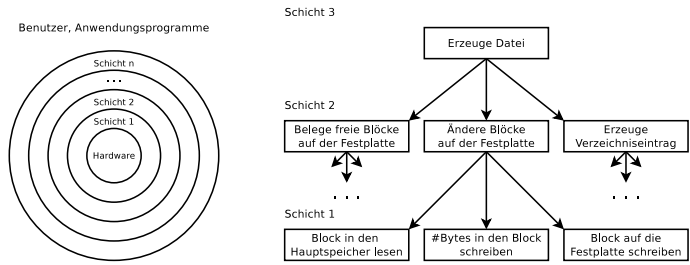 Benutzer, Anwendungsprogramme
Schicht n
...
Schicht 2
Schicht 1
Hardware
Schicht 3
Erzeuge Datei
Schicht 2
Belege freie Blöcke
auf der Festplatte
Ändere Blöcke
auf der Festplatte
Erzeuge
Verzeichniseintrag
. . .
. . .
Schicht 1
Block in den
Hauptspeicher lesen
#Bytes in den Block
schreiben
Block auf die
Festplatte schreiben